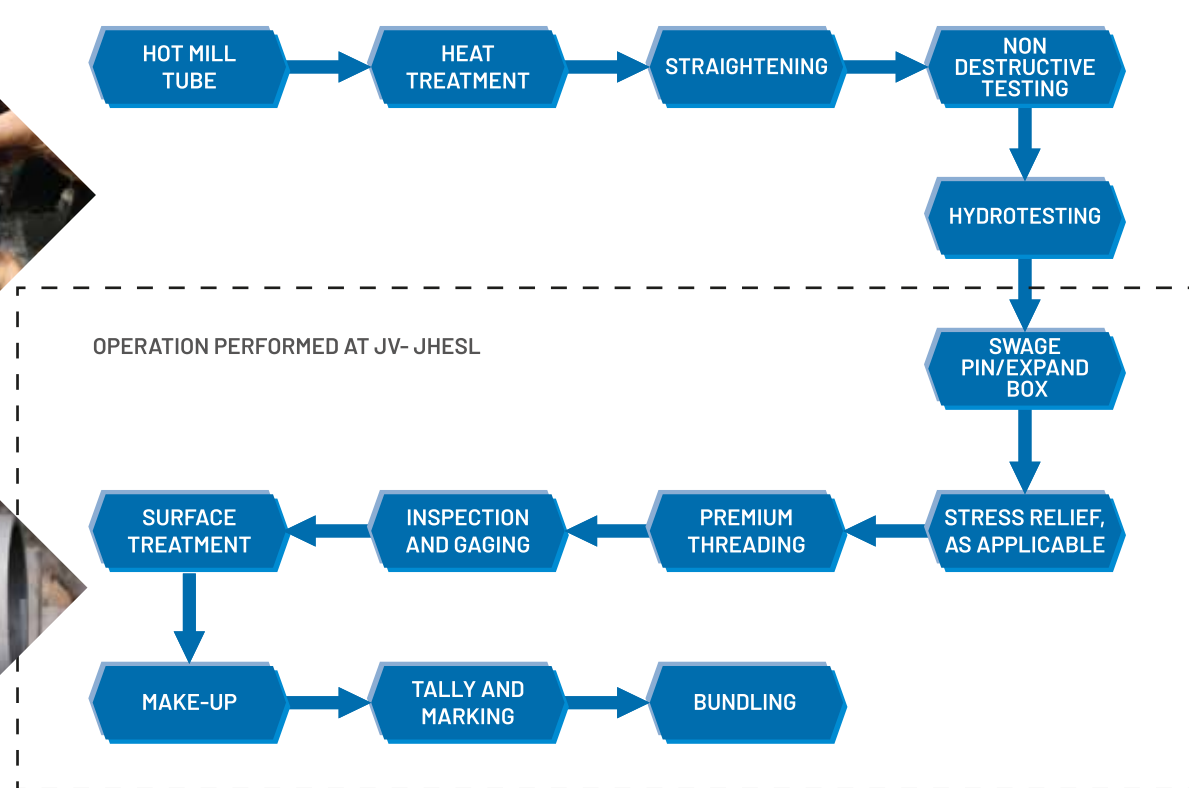 HOT MILL
TUBE
HEAT
TREATMENT
STRAIGHTENING
NON
DESTRUCTIVE
TESTING
HYDROTESTING
OPERATION PERFORMED AT JV- JHESL
SWAGE
PIN/EXPAND
BOX
STRESS RELIEF,
AS APPLICABLE
PREMIUM
THREADING
INSPECTION
AND GAGING
SURFACE
TREATMENT
MAKE-UP
TALLY AND
MARKING
BUNDLING